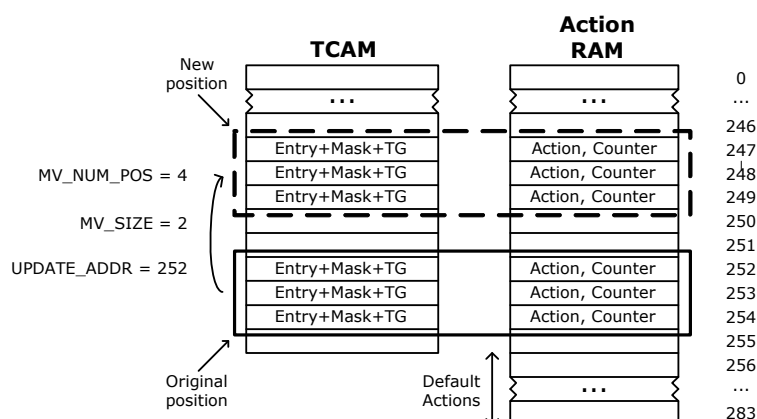 Action
RAM
TCAM
New
position
0
...
...
...
246
Entry+Mask+TG
Action, Counter
247
MV_NUM_POS = 4
Entry+Mask+TG
Action, Counter
248
Entry+Mask+TG
Action, Counter
249
MV_SIZE = 2
250
251
UPDATE_ADDR = 252
Entry+Mask+TG
Action, Counter
252
Entry+Mask+TG
Action, Counter
253
Entry+Mask+TG
Action, Counter
254
255
256
Original
position
Default
Actions
...
...
283